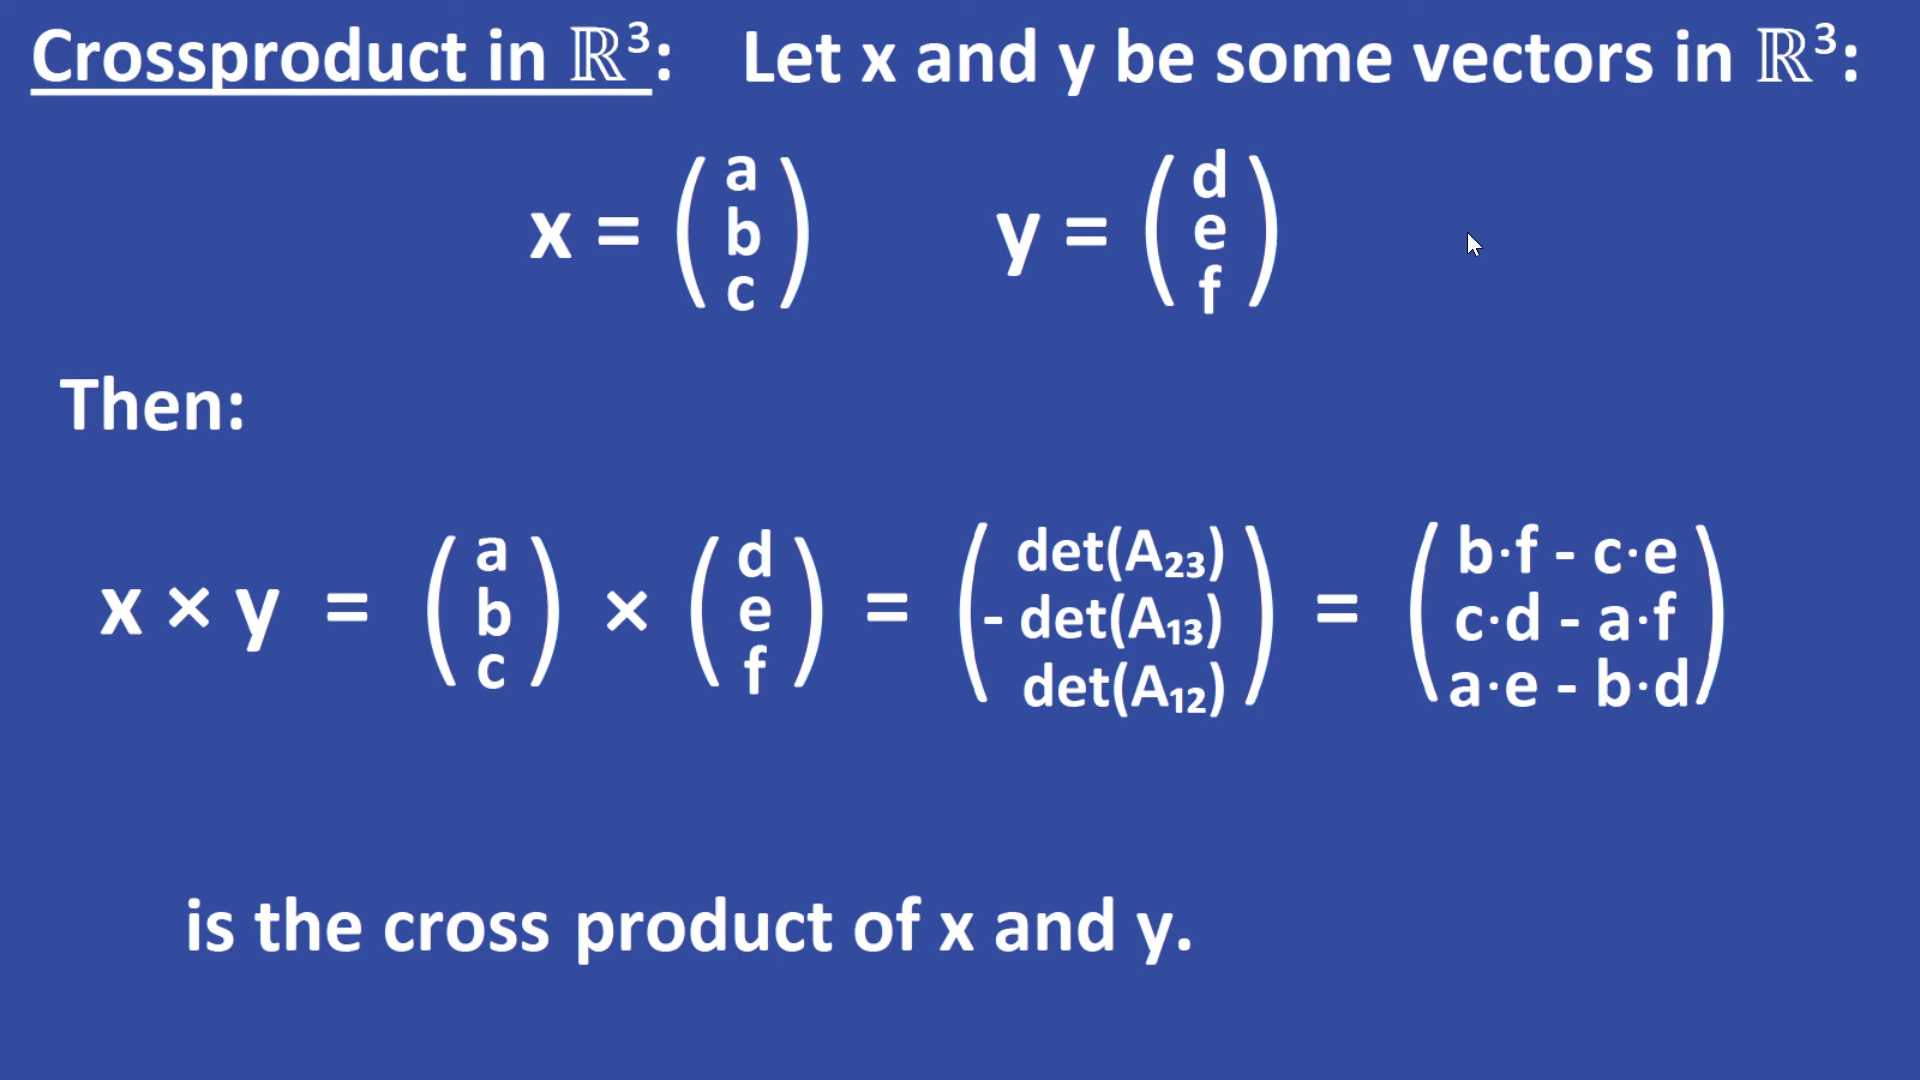 Crossproduct in ℝ³: Let x and y be some vectors in ℝ³:
x = ( a b c ) y = ( d e f )
Then:
x × y = ( a b c ) × ( d e f ) = ( det(A₂₃) - det(A₁₃) det(A₁₂) ) = ( b·f - c·e c·d - a·f a·e - b·d )
is the cross product of x and y.